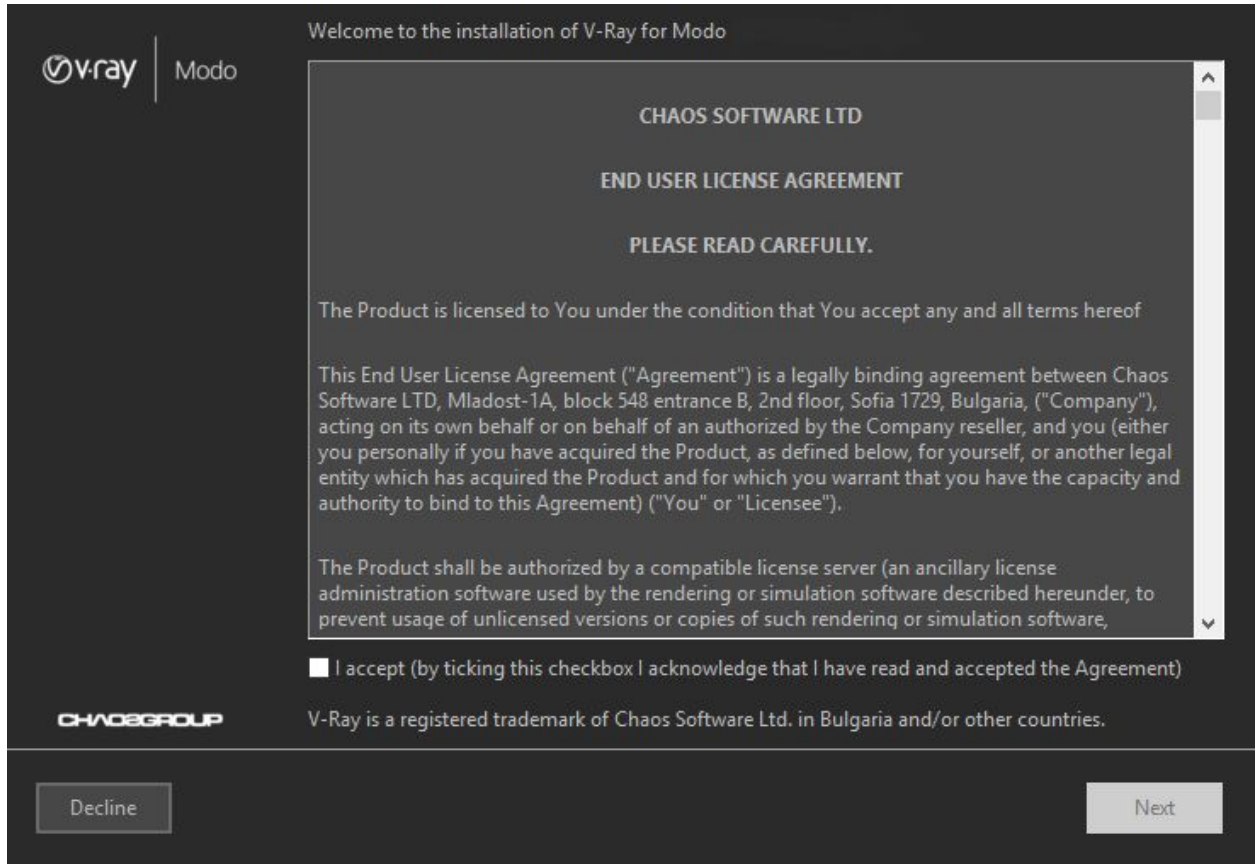 Welcome to the installation of V-Ray for Modo
v-ray
Modo
CHAOS SOFTWARE LTD
END USER LICENSE AGREEMENT
PLEASE READ CAREFULLY.
The Product is licensed to You under the condition that You accept any and all terms hereof
This End User License Agreement ("Agreement") is a legally binding agreement between Chaos
Software LTD, Mladost-1A, block 548 entrance B, 2nd floor, Sofia 1729, Bulgaria, ("Company"),
acting on its own behalf or on behalf of an authorized by the Company reseller, and you (either
you personally if you have acquired the Product, as defined below, for yourself, or another legal
entity which has acquired the Product and for which you warrant that you have the capacity and
authority to bind to this Agreement) ("You" or "Licensee").
The Product shall be authorized by a compatible license server (an ancillary license
administration software used by the rendering or simulation software described hereunder, to
prevent usage of unlicensed versions or copies of such rendering or simulation software,
I accept (by ticking this checkbox I acknowledge that I have read and accepted the Agreement)
CHAOSGROUP
V-Ray is a registered trademark of Chaos Software Ltd. in Bulgaria and/or other countries.
Decline
Next